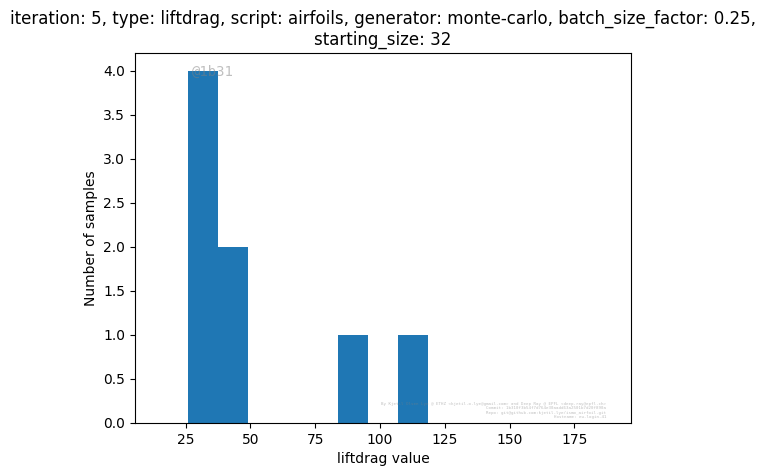 iteration: 5, type: liftdrag, script: airfoils, generator: monte-carlo, batch_size_factor: 0.25,
starting_size: 32
@1b31
4.0
3.5
3.0
2.5
2.0
1.5
1.0
0.5
0.0
Number of samples
25 50 75 100 125 150 175
liftdrag value